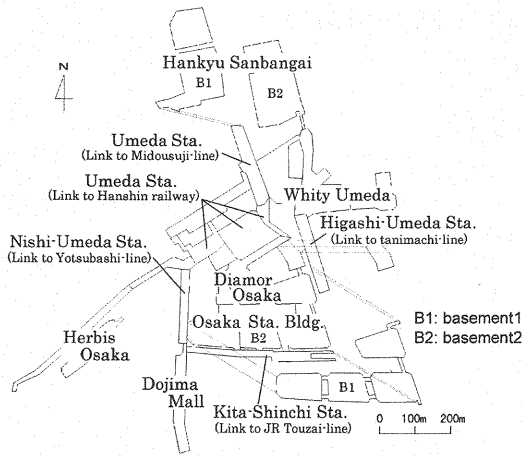 Hankyu Sanbangai
B1
B2
N
Umeda Sta.
(Link to Midousuji-line)
Umeda Sta.
(Link to Hanshin railway)
Whity Umeda
Higashi-Umeda Sta.
(Link to tanimachi-line)
Nishi-Umeda Sta.
(Link to Yotsubashi-line)
Diamor
Osaka
Osaka Sta. Bldg.
B2
B1: basement1
B2: basement2
Herbis
Osaka
Dojima
Mall
B1
Kita-Shinchi Sta.
(Link to JR Touzai-line)
0 100m 200m